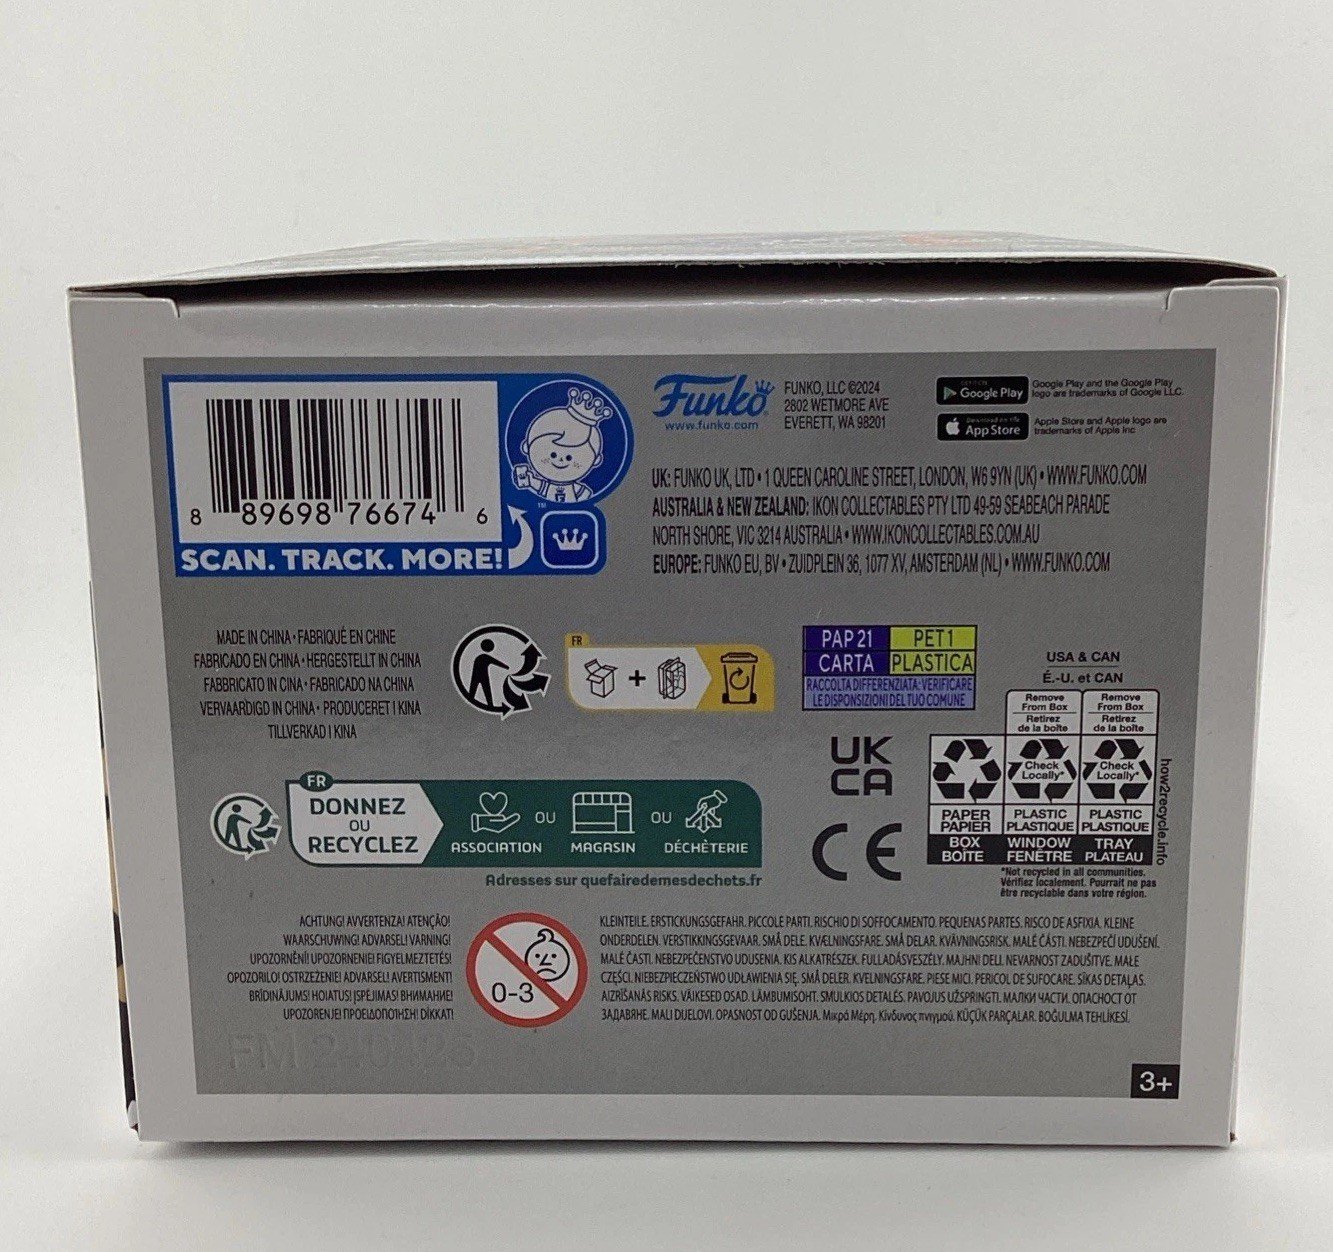 8 89698 76674 6
SCAN. TRACK. MORE!
TM
Funko
www.funko.com
FUNKO, LLC ©2024
2802 WETMORE AVE
EVERETT, WA 98201
GET IT ON
Google Play
Google Play and the Google Play
logo are trademarks of Google LLC.
Download on the
App Store
Apple Store and Apple logo are
trademarks of Apple Inc
UK: FUNKO UK, LTD • 1 QUEEN CAROLINE STREET, LONDON, W6 9YN (UK) • WWW.FUNKO.COM
AUSTRALIA & NEW ZEALAND: IKON COLLECTABLES PTY LTD 49-59 SEABEACH PARADE
NORTH SHORE, VIC 3214 AUSTRALIA • WWW.IKONCOLLECTABLES.COM.AU
EUROPE: FUNKO EU, BV • ZUIDPLEIN 36, 1077 XV, AMSTERDAM (NL) • WWW.FUNKO.COM
MADE IN CHINA • FABRIQUÉ EN CHINE
FABRICADO EN CHINA • HERGESTELLT IN CHINA
FABBRICATO IN CINA • FABRICADO NA CHINA
VERVAARDIGD IN CHINA • PRODUCERET I KINA
TILLVERKAD I KINA
FR
+
PAP 21 PET 1
CARTA PLASTICA
RACCOLTA DIFFERENZIATA: VERIFICARE
LE DISPONSIZIONI DEL TUO COMUNE
USA & CAN
É.-U. et CAN
Remove From Box Retirez de la boîte
Remove From Box Retirez de la boîte
Check Locally*
Check Locally*
PAPER PAPIER
PLASTIC PLASTIQUE
PLASTIC PLASTIQUE
BOX BOÎTE
WINDOW FENÊTRE
TRAY PLATEAU
how2recycle.info
*Not recycled in all communities.
Vérifiez localement. Pourrait ne pas
être recyclable dans votre région.
UK
CA
CE
FR
DONNEZ
OU
RECYCLEZ
ASSOCIATION OU MAGASIN OU DÉCHÈTERIE
Adresses sur quefairedemesdechets.fr
ACHTUNG! AVVERTENZA! ATENÇÃO!
WAARSCHUWING! ADVARSEL! VARNING!
UPOZORNĚNÍ! UPOZORNENIE! FIGYELMEZTETÉS!
OPOZORILO! OSTRZEŻENIE! ADVARSEL! AVERTISMENT!
BRĪDINĀJUMS! HOIATUS! ĮSPĖJIMAS! ВНИМАНИЕ!
UPOZORENJE! ΠΡΟΕΙΔΟΠΟΙΗΣΗ! DİKKAT!
0-3
KLEINTEILE. ERSTICKUNGSGEFAHR. PICCOLE PARTI. RISCHIO DI SOFFOCAMENTO. PEQUENAS PARTES. RISCO DE ASFIXIA. KLEINE
ONDERDELEN. VERSTIKKINGSGEVAAR. SMÅ DELE. KVÆLNINGSFARE. SMÅ DELAR. KVÄVNINGSRISK. MALÉ ČÁSTI. NEBEZPEČÍ UDUŠENÍ.
MALÉ ČASTI. NEBEZPEČENSTVO UDUSENIA. KIS ALKATRÉSZEK. FULLADÁSVESZÉLY. MAJHNI DELI. NEVARNOST ZADUŠITVE. MAŁE
CZĘŚCI. NIEBEZPIECZEŃSTWO UDŁAWIENIA SIĘ. SMÅ DELER. KVELNINGSFARE. PIESE MICI. PERICOL DE SUFOCARE. SĪKAS DETAĻAS.
AIZRĪŠANĀS RISKS. VÄIKESED OSAD. LÄMBUMISOHT. SMULKIOS DETALĖS. PAVOJUS UŽSPRINGTI. МАЛКИ ЧАСТИ. ОПАСНОСТ ОТ
ЗАДАВЯНЕ. MALI DIJELOVI. OPASNOST OD GUŠENJA. Μικρά Μέρη. Κίνδυνος πνιγμού. KÜÇÜK PARÇALAR. BOĞULMA TEHLİKESİ.
3+